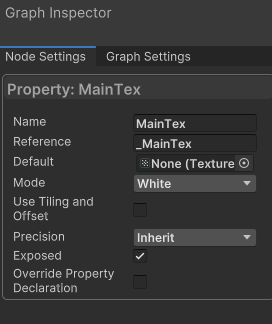 Graph Inspector
Node Settings Graph Settings
Property: MainTex
Name MainTex
Reference _MainTex
Default None (Texture
Mode White
Use Tiling and
Offset
Precision Inherit
Exposed
Override Property
Declaration